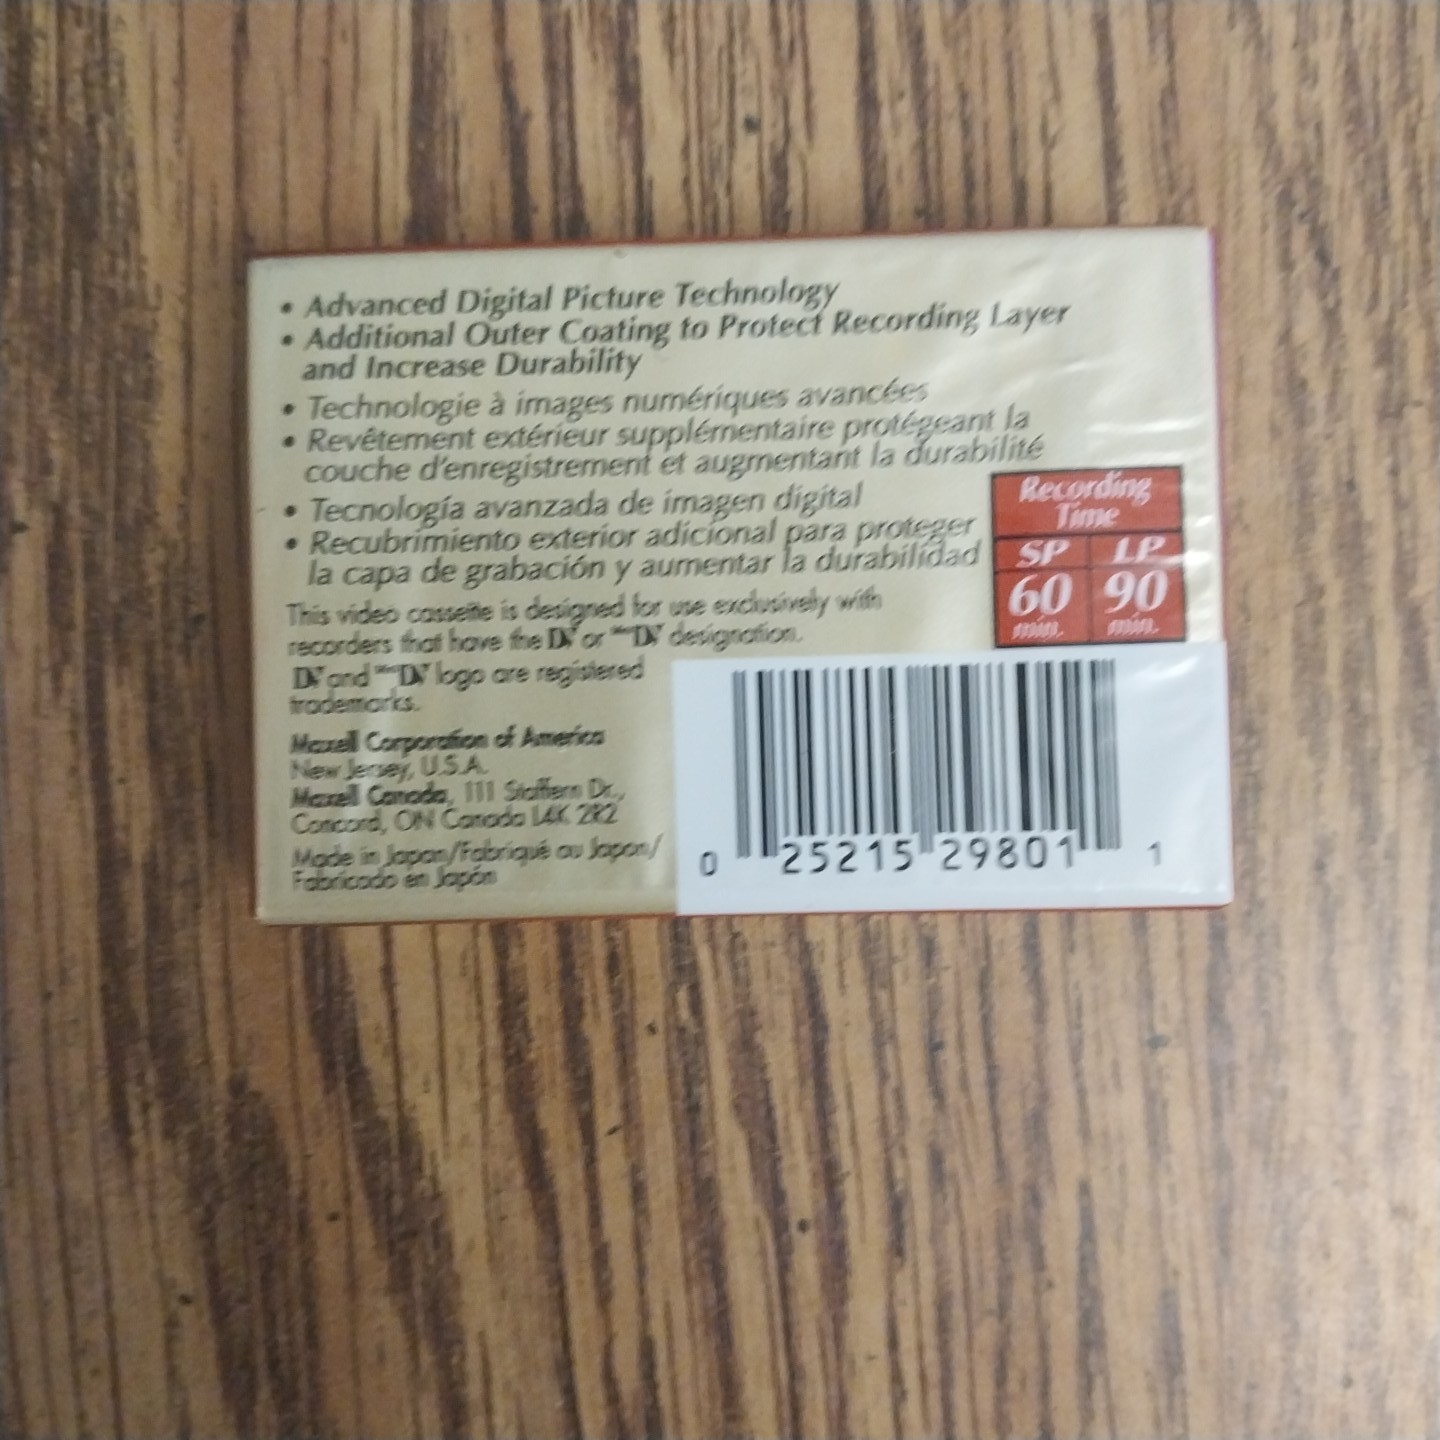 • Advanced Digital Picture Technology
• Additional Outer Coating to Protect Recording Layer
and Increase Durability
• Technologie à images numériques avancées
• Revêtement extérieur supplémentaire protégeant la
couche d'enregistrement et augmentant la durabilité
• Tecnología avanzada de imagen digital
• Recubrimiento exterior adicional para proteger
la capa de grabación y aumentar la durabilidad
Recording
Time
SP LP
60 90
min. min.
This video cassette is designed for use exclusively with
recorders that have the DV or Mini DV designation.
DV and Mini DV logo are registered
trademarks.
Maxell Corporation of America
New Jersey, U.S.A.
Maxell Canada, 111 Staffern Dr.,
Concord, ON Canada L4K 2R2
Made in Japan/Fabriqué au Japon/
Fabricado en Japón
0 25215 29801 1